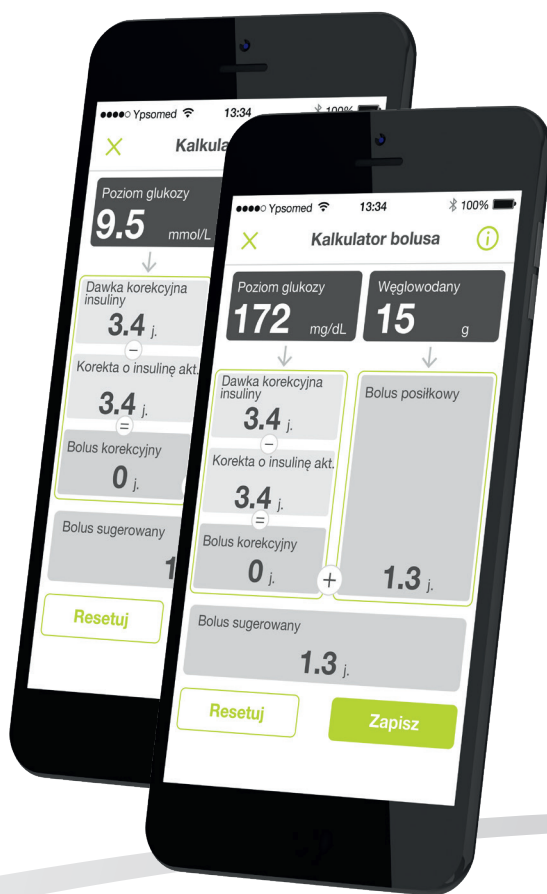 Ypsomed
13:34
100%
Kalkula
Poziom glukozy
9.5 mmol/L
Dawka korekcyjna
insuliny
3.4 j.
−
Korekta o insulinę akt.
3.4 j.
=
Bolus korekcyjny
0 j.
Bolus sugerowany
1
Resetuj
Ypsomed
13:34
100%
Kalkulator bolusa
i
Poziom glukozy
172 mg/dL
Węglowodany
15 g
Dawka korekcyjna
insuliny
3.4 j.
−
Korekta o insulinę akt.
3.4 j.
=
Bolus korekcyjny
0 j.
+
Bolus posiłkowy
1.3 j.
Bolus sugerowany
1.3 j.
Resetuj
Zapisz